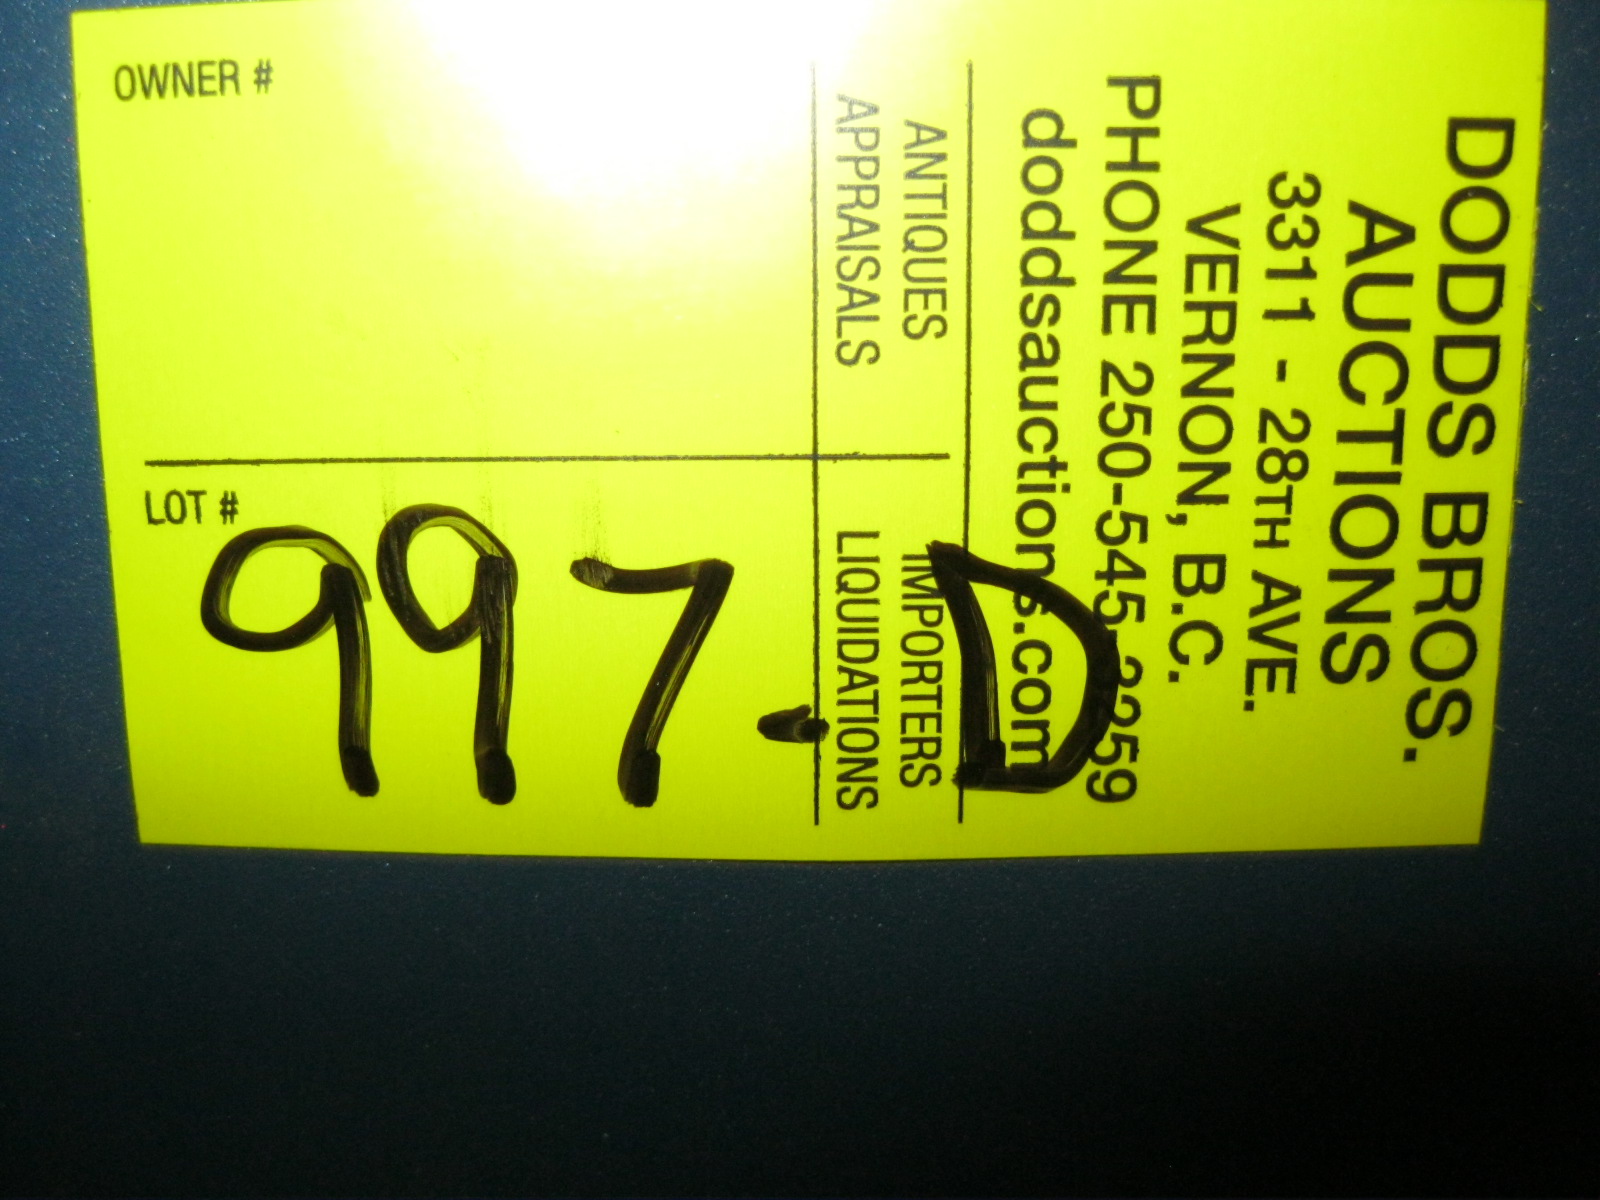 DODDS BROS.
AUCTIONS
3311 - 28TH AVE.
VERNON, B.C.
PHONE 250-545-3259
doddsauctions.com
ANTIQUES IMPORTERS
APPRAISALS LIQUIDATIONS
OWNER #
LOT #
997-D